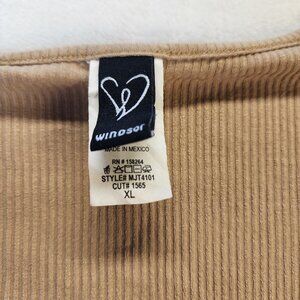 WINDSOR
MADE IN MEXICO
RN # 158264
STYLE# MJT4101
CUT# 1565
XL